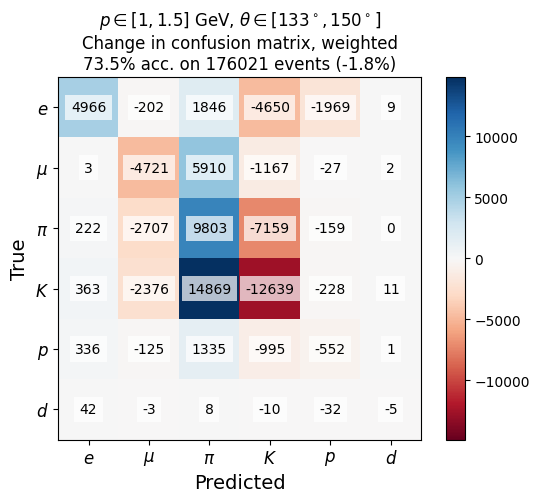 p ∈ [1, 1.5] GeV, θ ∈ [133°, 150°]
Change in confusion matrix, weighted
73.5% acc. on 176021 events (-1.8%)
e 4966 -202 1846 -4650 -1969 9
μ 3 -4721 5910 -1167 -27 2
π 222 -2707 9803 -7159 -159 0
K 363 -2376 14869 -12639 -228 11
p 336 -125 1335 -995 -552 1
d 42 -3 8 -10 -32 -5
e μ π K p d
Predicted
True
10000
5000
0
−5000
−10000